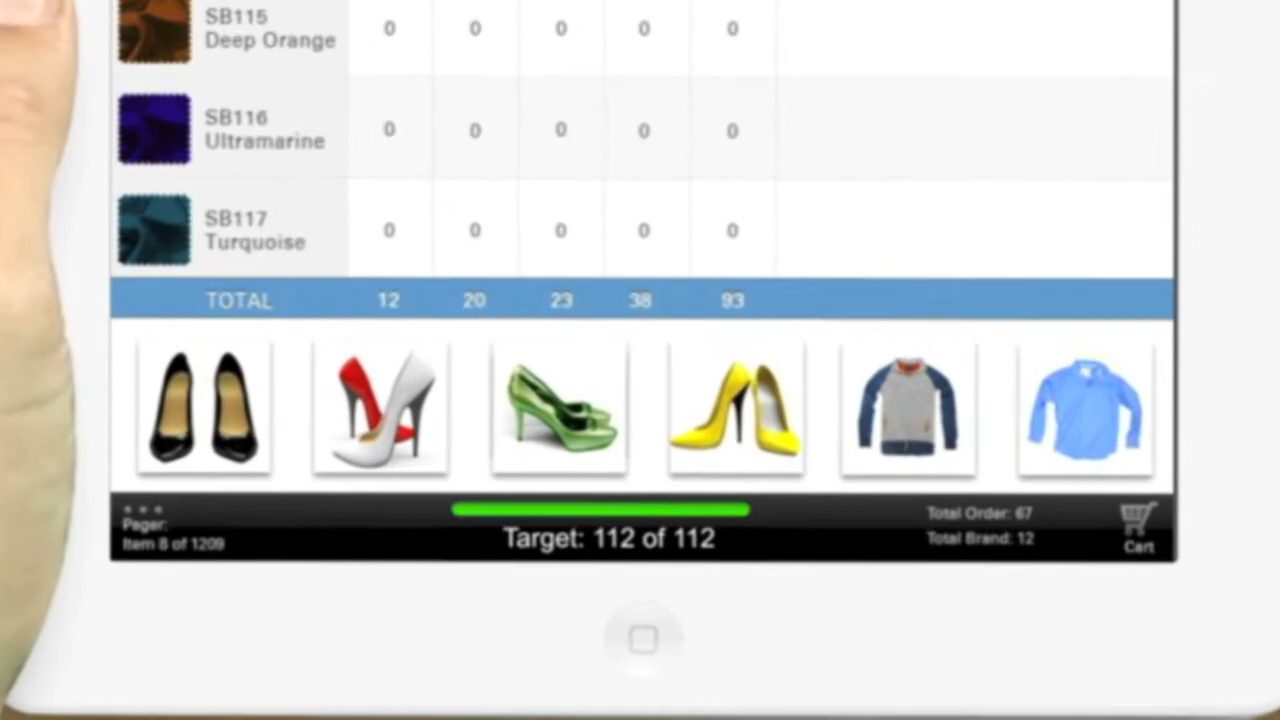 SB115
Deep Orange
0 0 0 0 0
SB116
Ultramarine
0 0 0 0 0
SB117
Turquoise
0 0 0 0 0
TOTAL 12 20 23 38 93
Pager:
Item 8 of 1209
Target: 112 of 112
Total Order: 67
Total Brand: 12
Cart